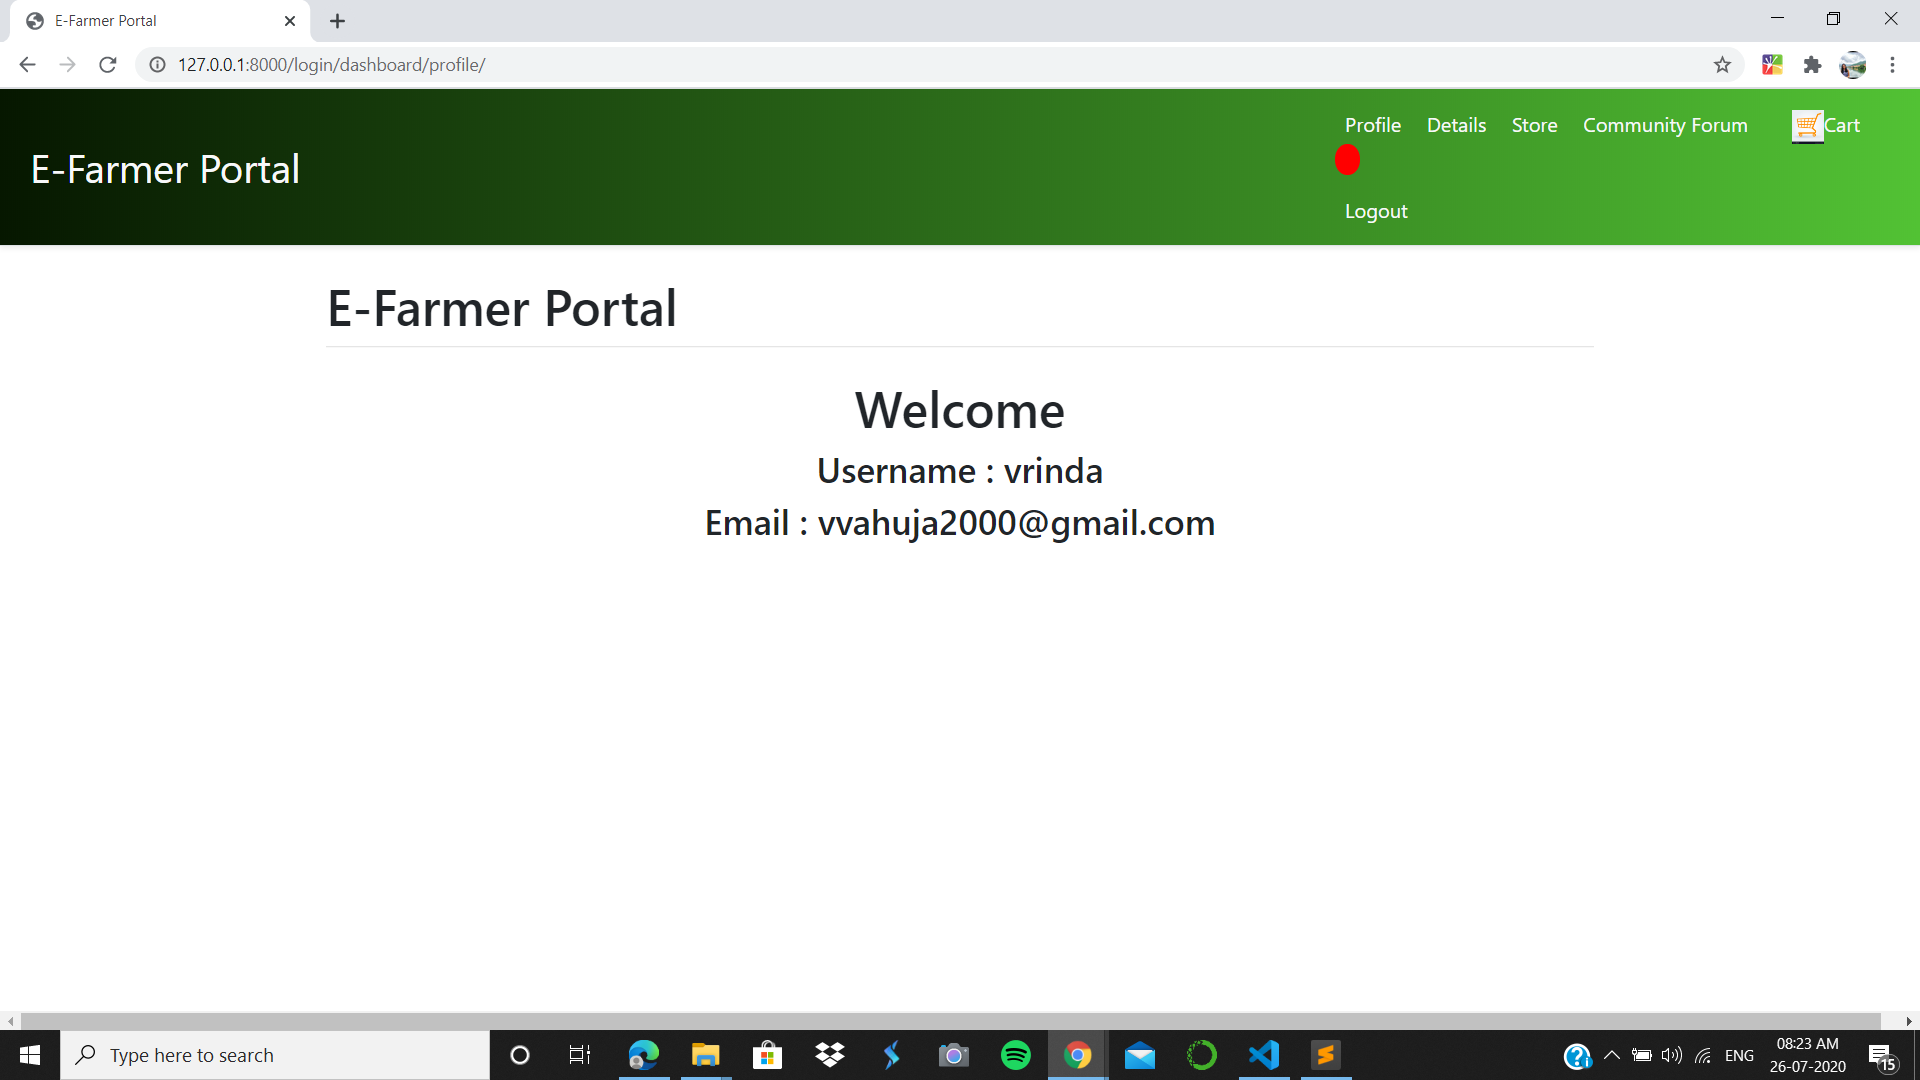 E-Farmer Portal
127.0.0.1:8000/login/dashboard/profile/
Profile Details Store Community Forum Cart
E-Farmer Portal
Logout
E-Farmer Portal
Welcome
Username : vrinda
Email : vvahuja2000@gmail.com
Type here to search
ENG
08:23 AM
26-07-2020
15